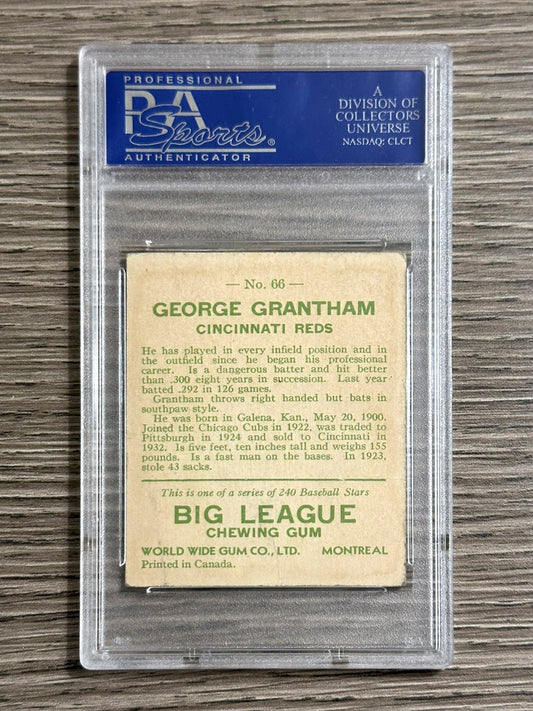 PROFESSIONAL
PSA
Sports®
AUTHENTICATOR
A
DIVISION OF
COLLECTORS
UNIVERSE
NASDAQ: CLCT
— No. 66 —
GEORGE GRANTHAM
CINCINNATI REDS
He has played in every infield position and in
the outfield since he began his professional
career. Is a dangerous batter and hit better
than .300 eight years in succession. Last year
batted .292 in 126 games.
Grantham throws right handed but bats in
southpaw style.
He was born in Galena, Kan., May 20, 1900.
Joined the Chicago Cubs in 1922, was traded to
Pittsburgh in 1924 and sold to Cincinnati in
1932. Is five feet, ten inches tall and weighs 155
pounds. Is a fast man on the bases. In 1923,
stole 43 sacks.
This is one of a series of 240 Baseball Stars
BIG LEAGUE
CHEWING GUM
WORLD WIDE GUM CO., LTD. MONTREAL
Printed in Canada.